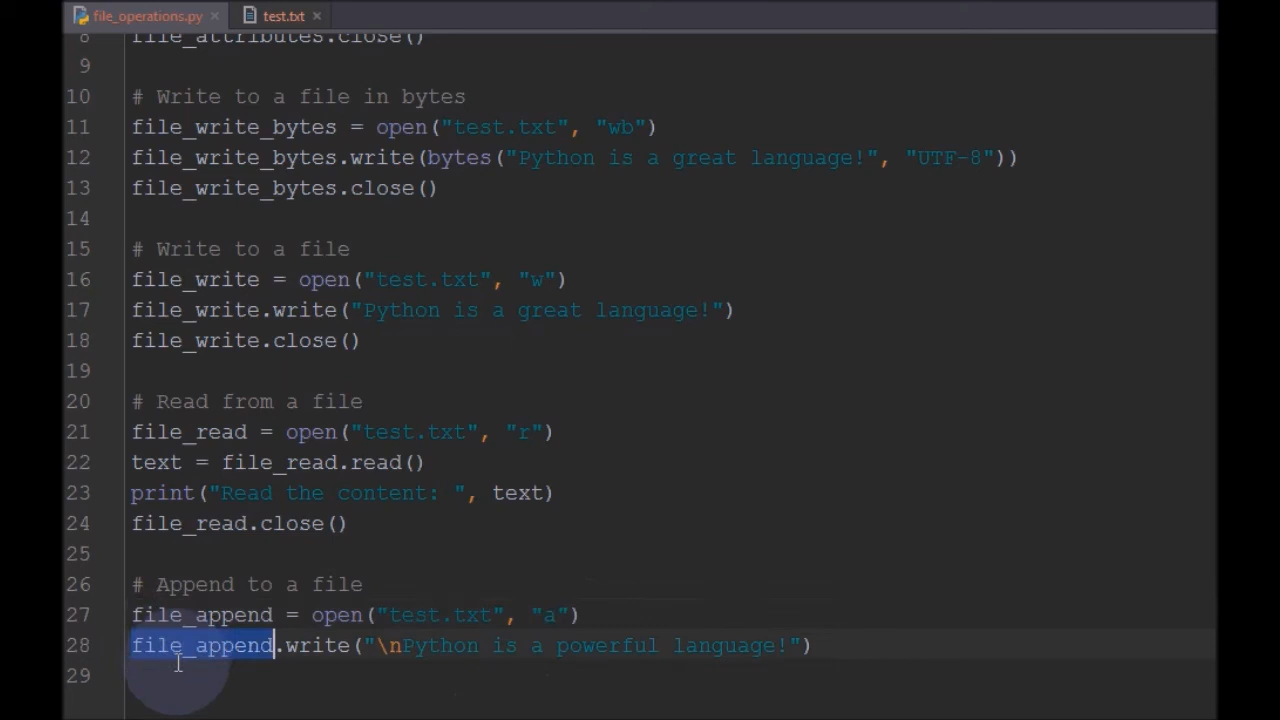 file_operations.py
test.txt
8 file_attributes.close()
9
10 # Write to a file in bytes
11 file_write_bytes = open("test.txt", "wb")
12 file_write_bytes.write(bytes("Python is a great language!", "UTF-8"))
13 file_write_bytes.close()
14
15 # Write to a file
16 file_write = open("test.txt", "w")
17 file_write.write("Python is a great language!")
18 file_write.close()
19
20 # Read from a file
21 file_read = open("test.txt", "r")
22 text = file_read.read()
23 print("Read the content: ", text)
24 file_read.close()
25
26 # Append to a file
27 file_append = open("test.txt", "a")
28 file_append.write("\nPython is a powerful language!")
29